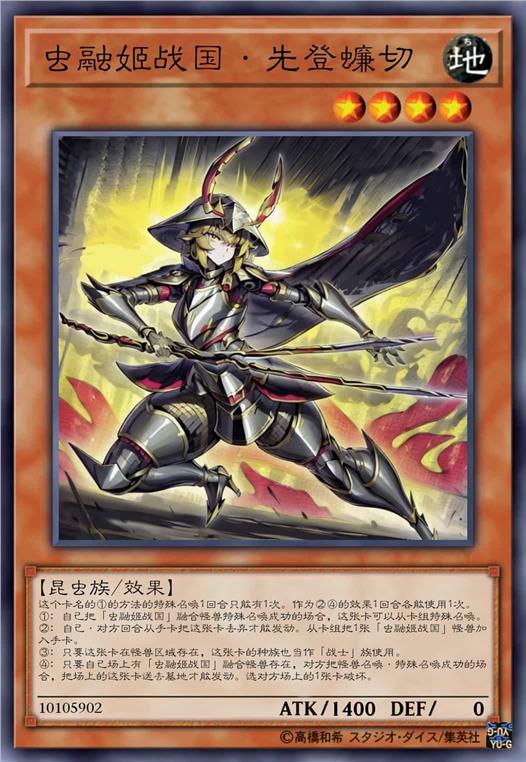 虫融姬战国·先登蠊切
ち
地
【昆虫族/效果】
这个卡名的①的方法的特殊召唤1回合只能有1次。作为②④的效果1回合各能使用1次。
①：自己把「虫融姬战国」融合怪兽特殊召唤成功的场合，这张卡可以从卡组特殊召唤。
②：自己·对方回合从手卡把这张卡丢弃才能发动。从卡组把1张「虫融姬战国」怪兽加
入手卡。
③：只要这张卡在怪兽区域存在，这张卡的种族也当作「战士」族使用。
④：只要自己场上有「虫融姬战国」融合怪兽存在，对方把怪兽召唤·特殊召唤成功的场
合，把场上的这张卡送去墓地才能发动。选对方场上的1张卡破坏。
ATK/1400 DEF/ 0
10105902
©高橋和希 スタジオ・ダイス/集英社
YU-G